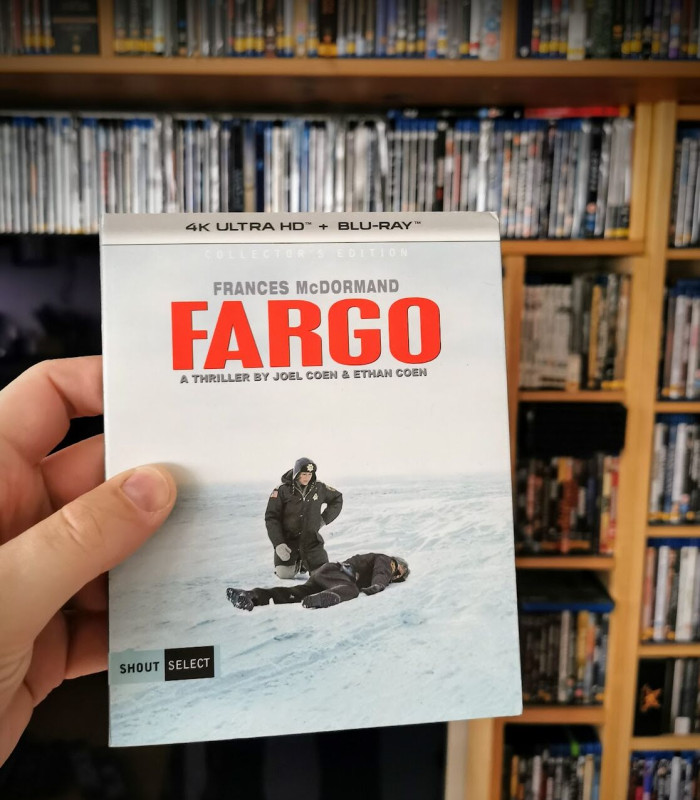 4K ULTRA HD™ + BLU-RAY™
COLLECTOR'S EDITION
FRANCES McDORMAND
FARGO
A THRILLER BY JOEL COEN & ETHAN COEN
SHOUT SELECT